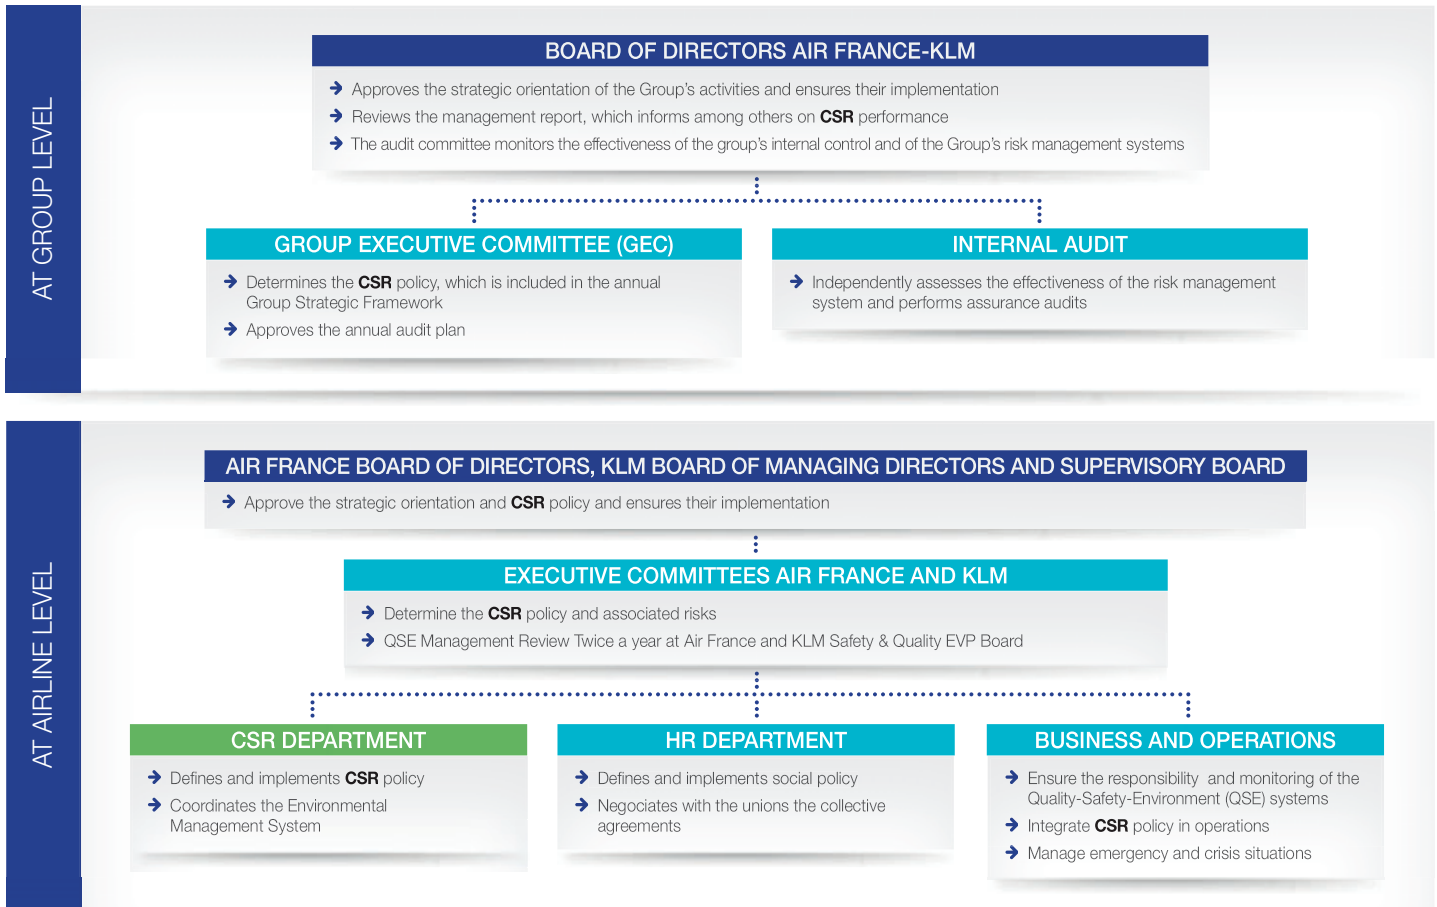 AT GROUP LEVEL
BOARD OF DIRECTORS AIR FRANCE-KLM
Approves the strategic orientation of the Group's activities and ensures their implementation
Reviews the management report, which informs among others on CSR performance
The audit committee monitors the effectiveness of the group's internal control and of the Group's risk management systems
GROUP EXECUTIVE COMMITTEE (GEC)
Determines the CSR policy, which is included in the annual
Group Strategic Framework
Approves the annual audit plan
INTERNAL AUDIT
Independently assesses the effectiveness of the risk management
system and performs assurance audits
AT AIRLINE LEVEL
AIR FRANCE BOARD OF DIRECTORS, KLM BOARD OF MANAGING DIRECTORS AND SUPERVISORY BOARD
Approve the strategic orientation and CSR policy and ensures their implementation
EXECUTIVE COMMITTEES AIR FRANCE AND KLM
Determine the CSR policy and associated risks
QSE Management Review Twice a year at Air France and KLM Safety & Quality EVP Board
CSR DEPARTMENT
Defines and implements CSR policy
Coordinates the Environmental
Management System
HR DEPARTMENT
Defines and implements social policy
Negociates with the unions the collective
agreements
BUSINESS AND OPERATIONS
Ensure the responsibility and monitoring of the
Quality-Safety-Environment (QSE) systems
Integrate CSR policy in operations
Manage emergency and crisis situations